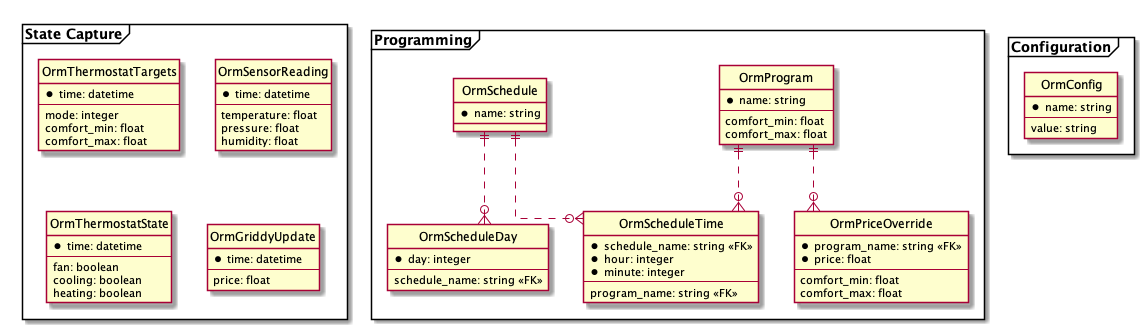 State Capture
OrmThermostatTargets
time: datetime
mode: integer
comfort_min: float
comfort_max: float
OrmSensorReading
time: datetime
temperature: float
pressure: float
humidity: float
OrmThermostatState
time: datetime
fan: boolean
cooling: boolean
heating: boolean
OrmGriddyUpdate
time: datetime
price: float
Programming
OrmSchedule
name: string
OrmProgram
name: string
comfort_min: float
comfort_max: float
OrmScheduleDay
day: integer
schedule_name: string «FK»
OrmScheduleTime
schedule_name: string «FK»
hour: integer
minute: integer
program_name: string «FK»
OrmPriceOverride
program_name: string «FK»
price: float
comfort_min: float
comfort_max: float
Configuration
OrmConfig
name: string
value: string